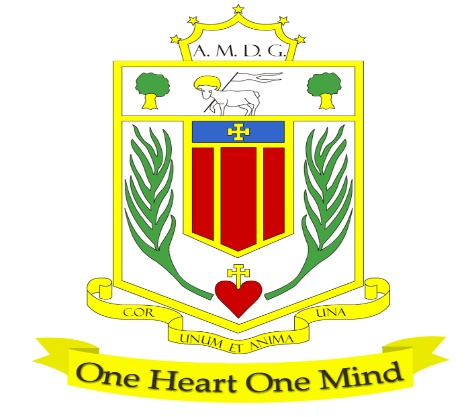 A. M. D. G.
COR UNUM ET ANIMA UNA
One Heart One Mind